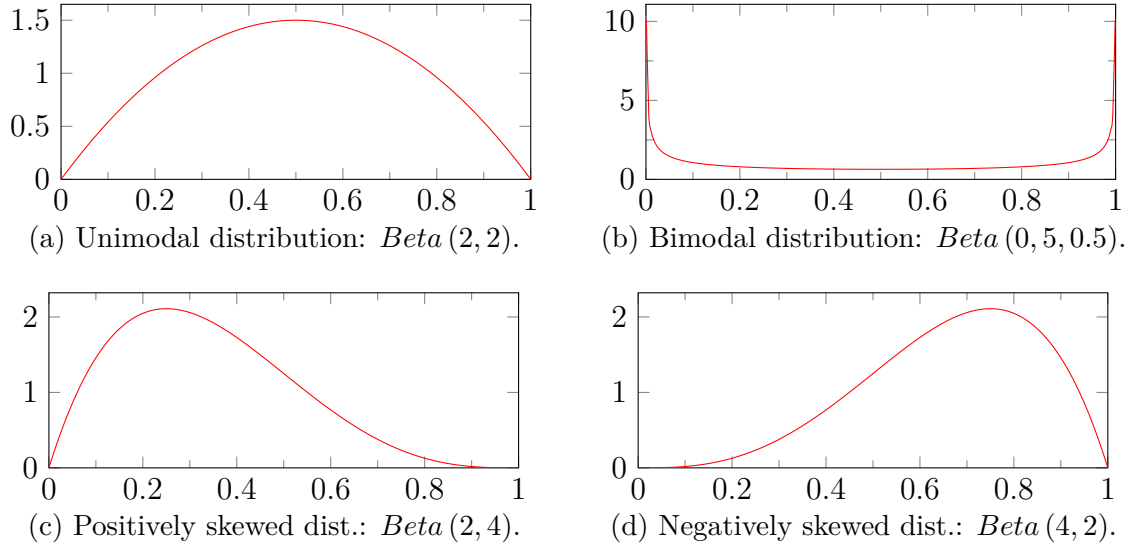 1.5
1
0.5
0
0 0.2 0.4 0.6 0.8 1
(a) Unimodal distribution: Beta (2, 2).
10
5
0
0 0.2 0.4 0.6 0.8 1
(b) Bimodal distribution: Beta (0, 5, 0.5).
2
1
0
0 0.2 0.4 0.6 0.8 1
(c) Positively skewed dist.: Beta (2, 4).
2
1
0
0 0.2 0.4 0.6 0.8 1
(d) Negatively skewed dist.: Beta (4, 2).